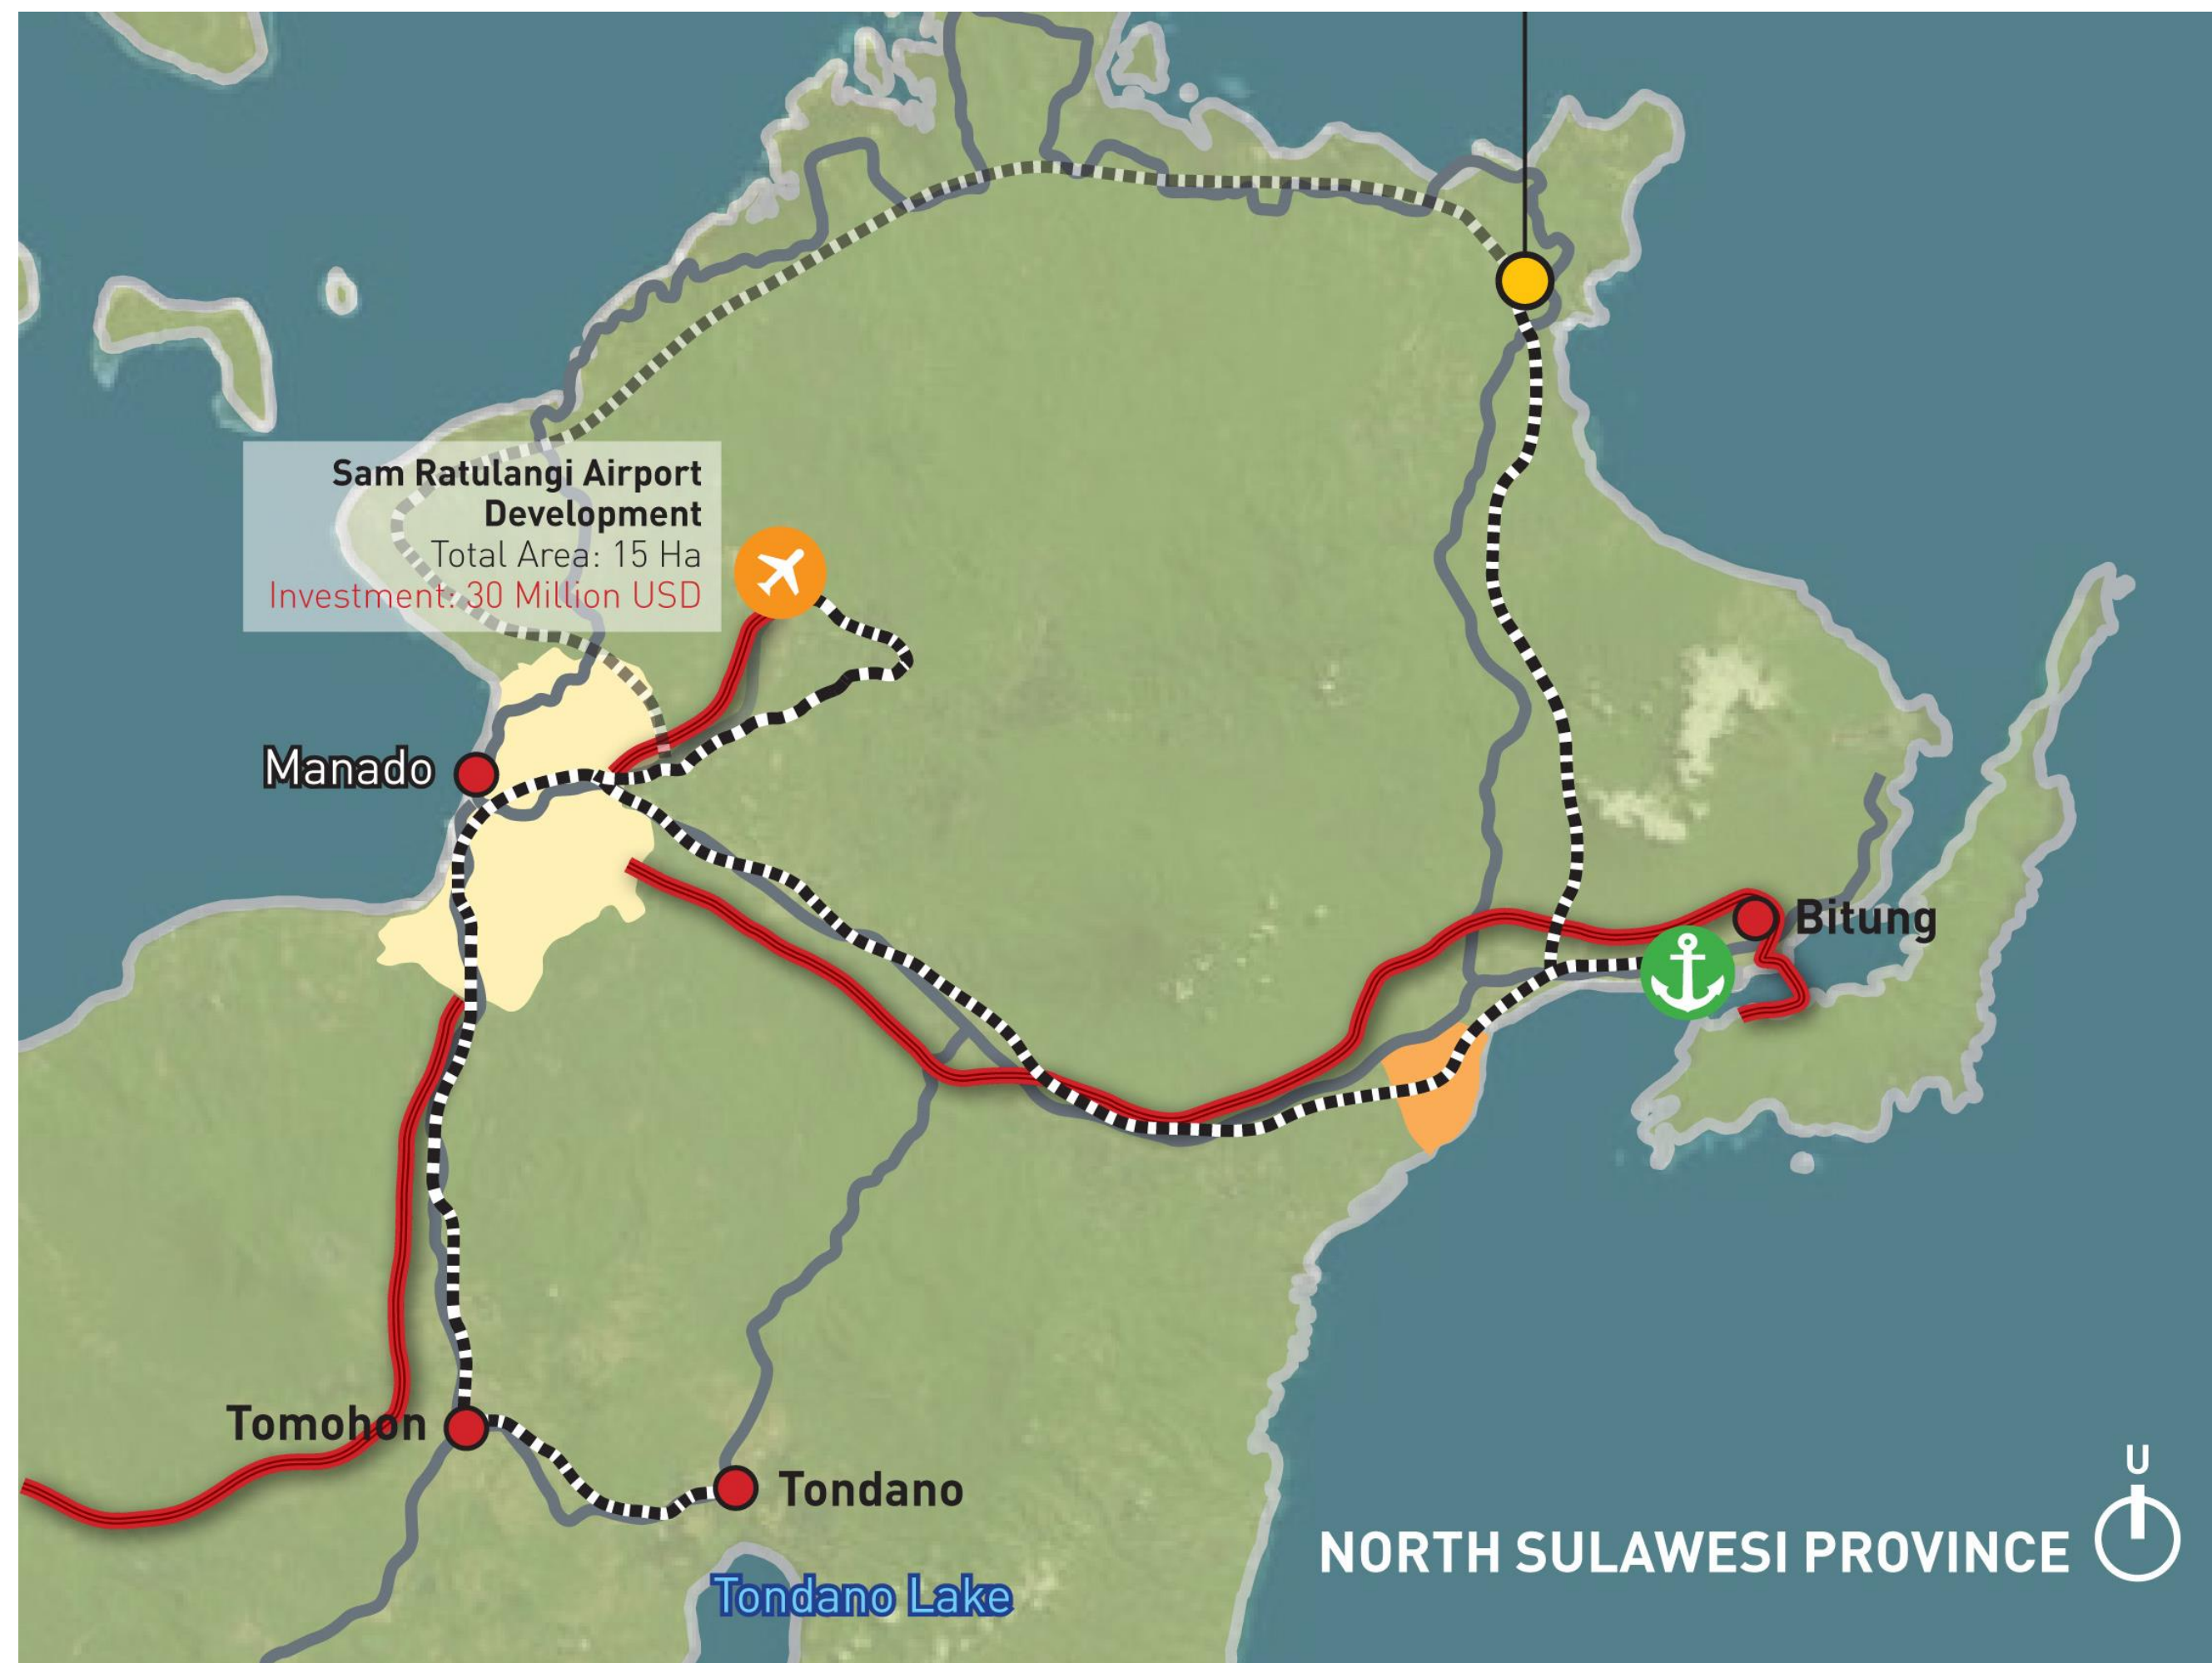 Sam Ratulangi Airport
Development
Total Area: 15 Ha
Investment: 30 Million USD
Manado
Bitung
Tomohon
Tondano
Tondano Lake
U
NORTH SULAWESI PROVINCE